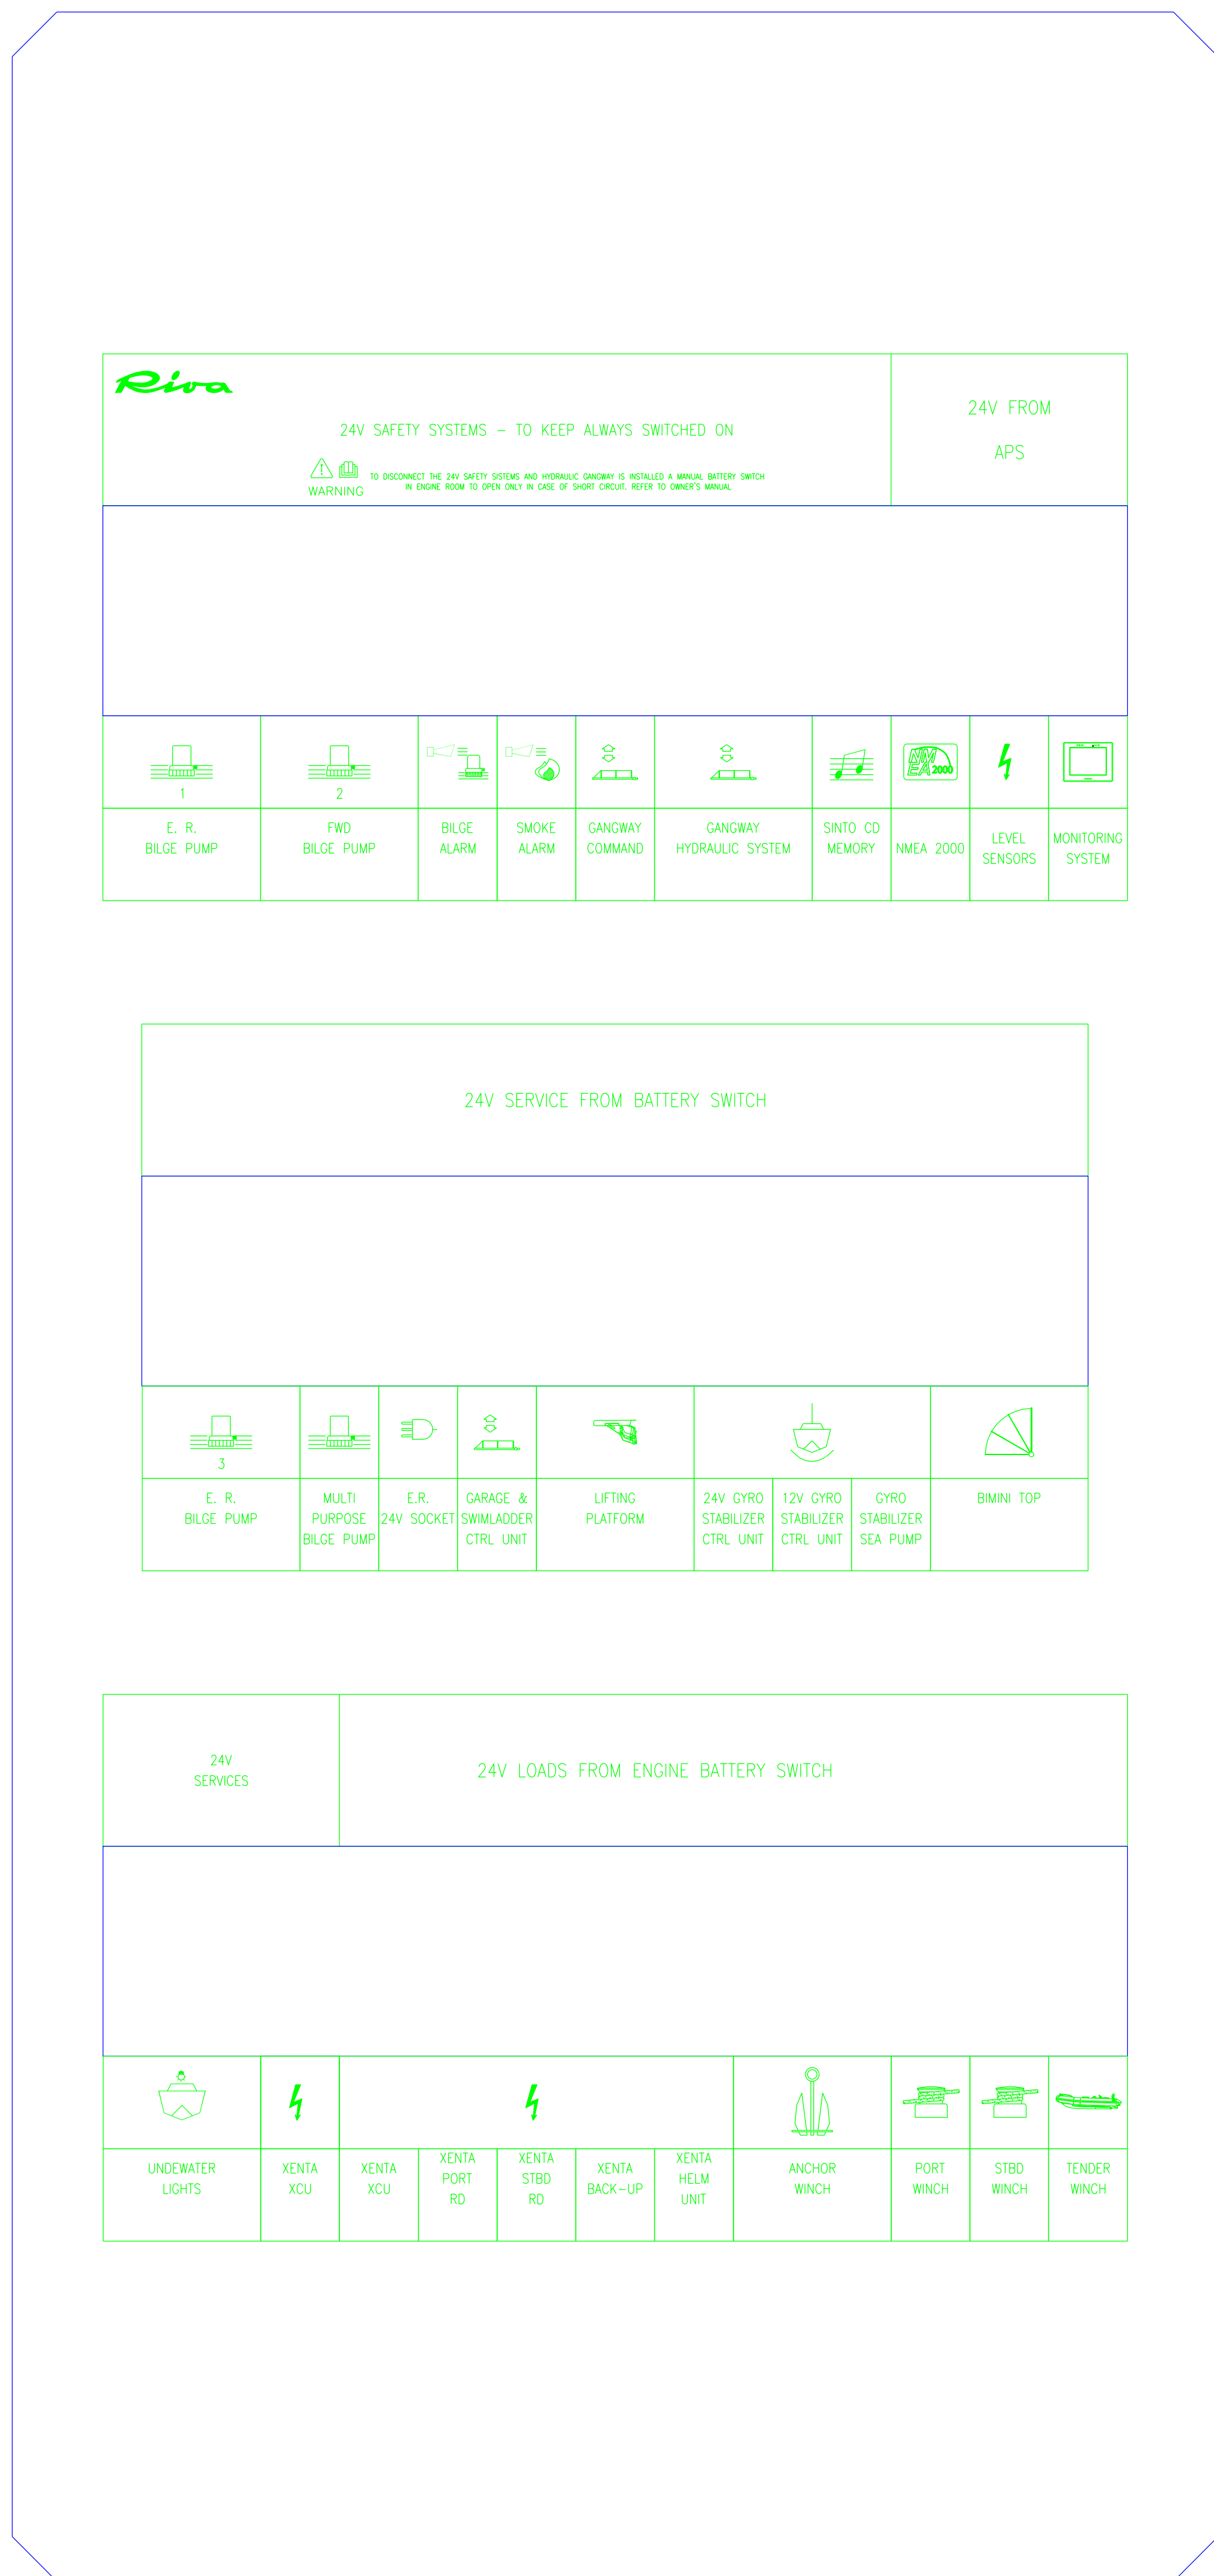 Riva
24V SAFETY SYSTEMS - TO KEEP ALWAYS SWITCHED ON
24V FROM
APS
WARNING
TO DISCONNECT THE 24V SAFETY SISTEMS AND HYDRAULIC GANGWAY IS INSTALLED A MANUAL BATTERY SWITCH
IN ENGINE ROOM TO OPEN ONLY IN CASE OF SHORT CIRCUIT. REFER TO OWNER'S MANUAL
1
2
NMEA
2000
E. R.
BILGE PUMP
FWD
BILGE PUMP
BILGE
ALARM
SMOKE
ALARM
GANGWAY
COMMAND
GANGWAY
HYDRAULIC SYSTEM
SINTO CD
MEMORY
NMEA 2000
LEVEL
SENSORS
MONITORING
SYSTEM
24V SERVICE FROM BATTERY SWITCH
3
E. R.
BILGE PUMP
MULTI
PURPOSE
BILGE PUMP
E.R.
24V SOCKET
GARAGE &
SWIMLADDER
CTRL UNIT
LIFTING
PLATFORM
24V GYRO
STABILIZER
CTRL UNIT
12V GYRO
STABILIZER
CTRL UNIT
GYRO
STABILIZER
SEA PUMP
BIMINI TOP
24V
SERVICES
24V LOADS FROM ENGINE BATTERY SWITCH
UNDEWATER
LIGHTS
XENTA
XCU
XENTA
XCU
XENTA
PORT
RD
XENTA
STBD
RD
XENTA
BACK-UP
XENTA
HELM
UNIT
ANCHOR
WINCH
PORT
WINCH
STBD
WINCH
TENDER
WINCH